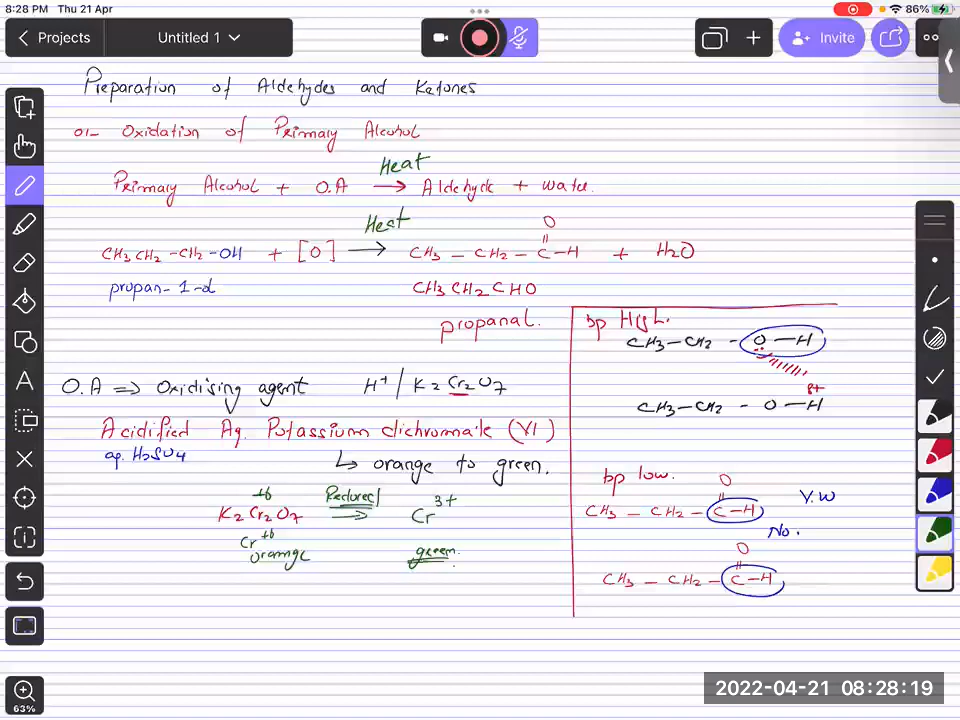 8:28 PM Thu 21 Apr
86%
Projects
Untitled 1
Invite
Preparation of Aldehydes and Ketones
01- Oxidation of Primary Alcohol
Heat
Primary Alcohol + O.A → Aldehyde + water.
Heat
O
CH3 CH2 - CH2 - OH + [O] → CH3 - CH2 - C - H + H2O
propan-1-ol
CH3 CH2 CHO
propanal.
O.A ⇒ Oxidising agent H+ / K2 Cr2 O7
Acidified Aq. Potassium dichromate (VI)
aq. H2SO4
↳ orange to green.
+6 Reduced
K2 Cr2 O7 ⇒ Cr3+
Cr+6
orange green.
bp High.
CH3 - CH2 - O - H
δ+
CH3 - CH2 - O - H
bp low.
O
V.W
CH3 - CH2 - C - H
No.
O
CH3 - CH2 - C - H
63%
2022-04-21 08:28:19